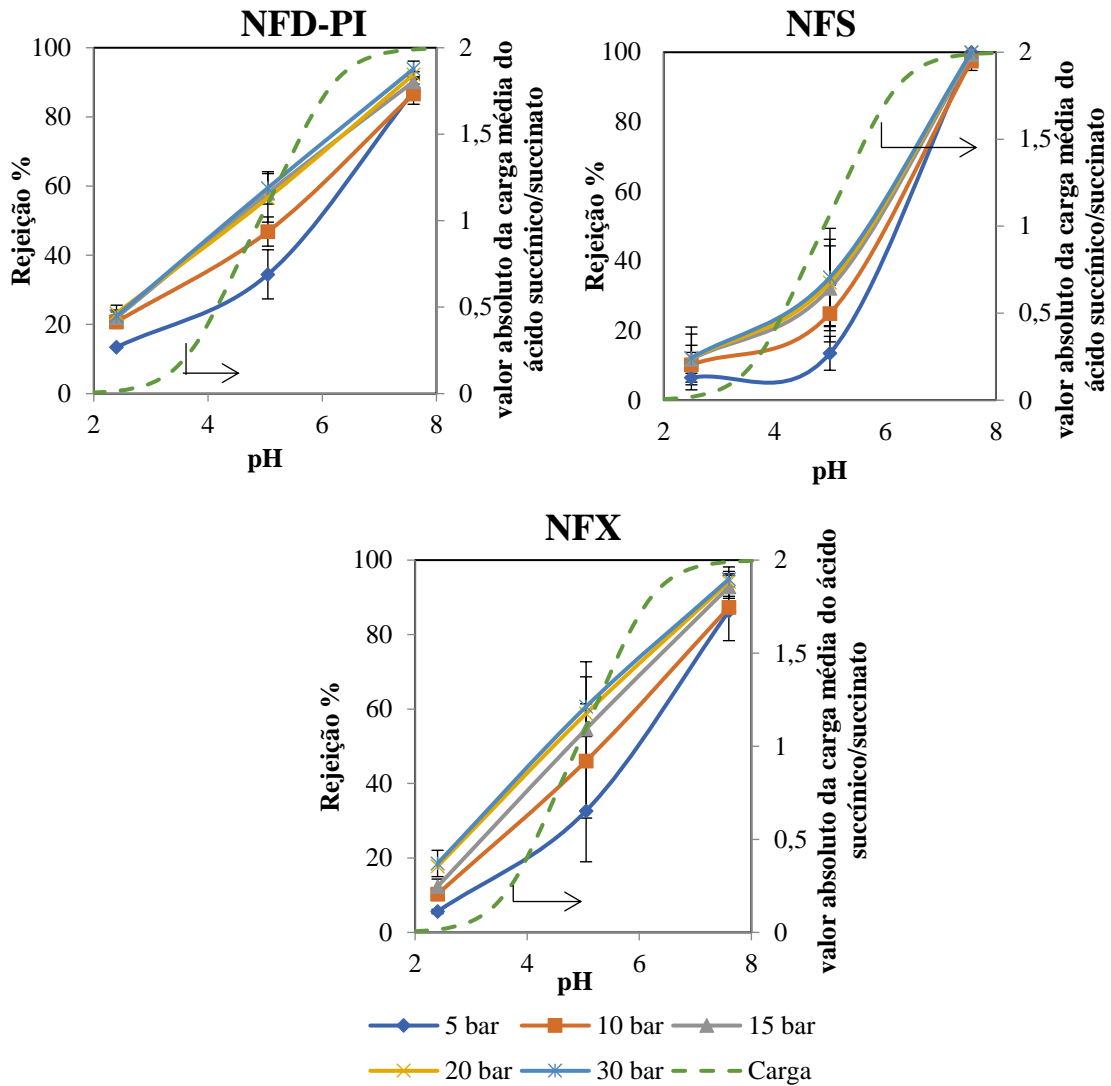 NFD-PI
100
80
60
40
20
0
2
4
6
8
2
1,5
1
0,5
0
Rejeição %
pH
valor absoluto da carga média do
ácido succínico/succinato
NFS
100
80
60
40
20
0
2
4
6
8
2
1,5
1
0,5
0
Rejeição %
pH
valor absoluto da carga média do
ácido succínico/succinato
NFX
100
80
60
40
20
0
2
4
6
8
2
1,5
1
0,5
0
Rejeição %
pH
valor absoluto da carga média do ácido
succínico/succinato
5 bar
10 bar
15 bar
20 bar
30 bar
Carga